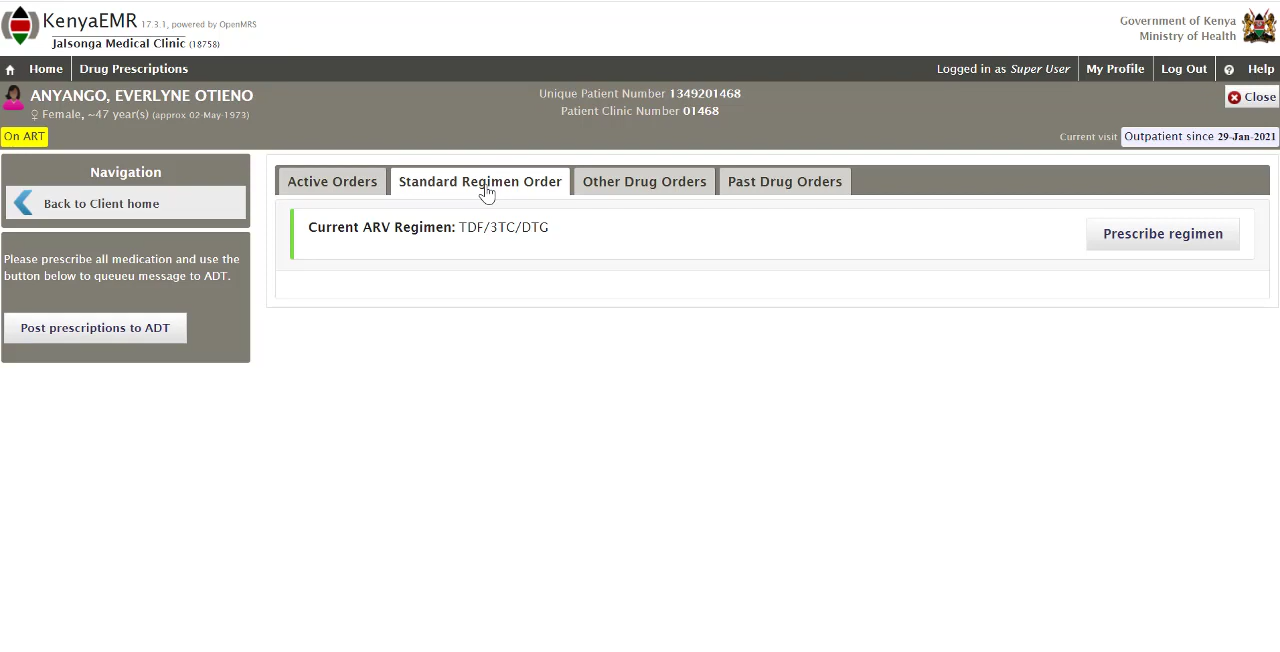 KenyaEMR 17.3.1, powered by OpenMRS
Jalsonga Medical Clinic (18758)
Government of Kenya
Ministry of Health
Home Drug Prescriptions Logged in as Super User My Profile Log Out Help
ANYANGO, EVERLYNE OTIENO
Female, ~47 year(s) (approx 02-May-1973)
Unique Patient Number 1349201468
Patient Clinic Number 01468
Close
On ART
Current visit Outpatient since 29-Jan-2021
Navigation
Back to Client home
Please prescribe all medication and use the
button below to queueu message to ADT.
Post prescriptions to ADT
Active Orders Standard Regimen Order Other Drug Orders Past Drug Orders
Current ARV Regimen: TDF/3TC/DTG
Prescribe regimen